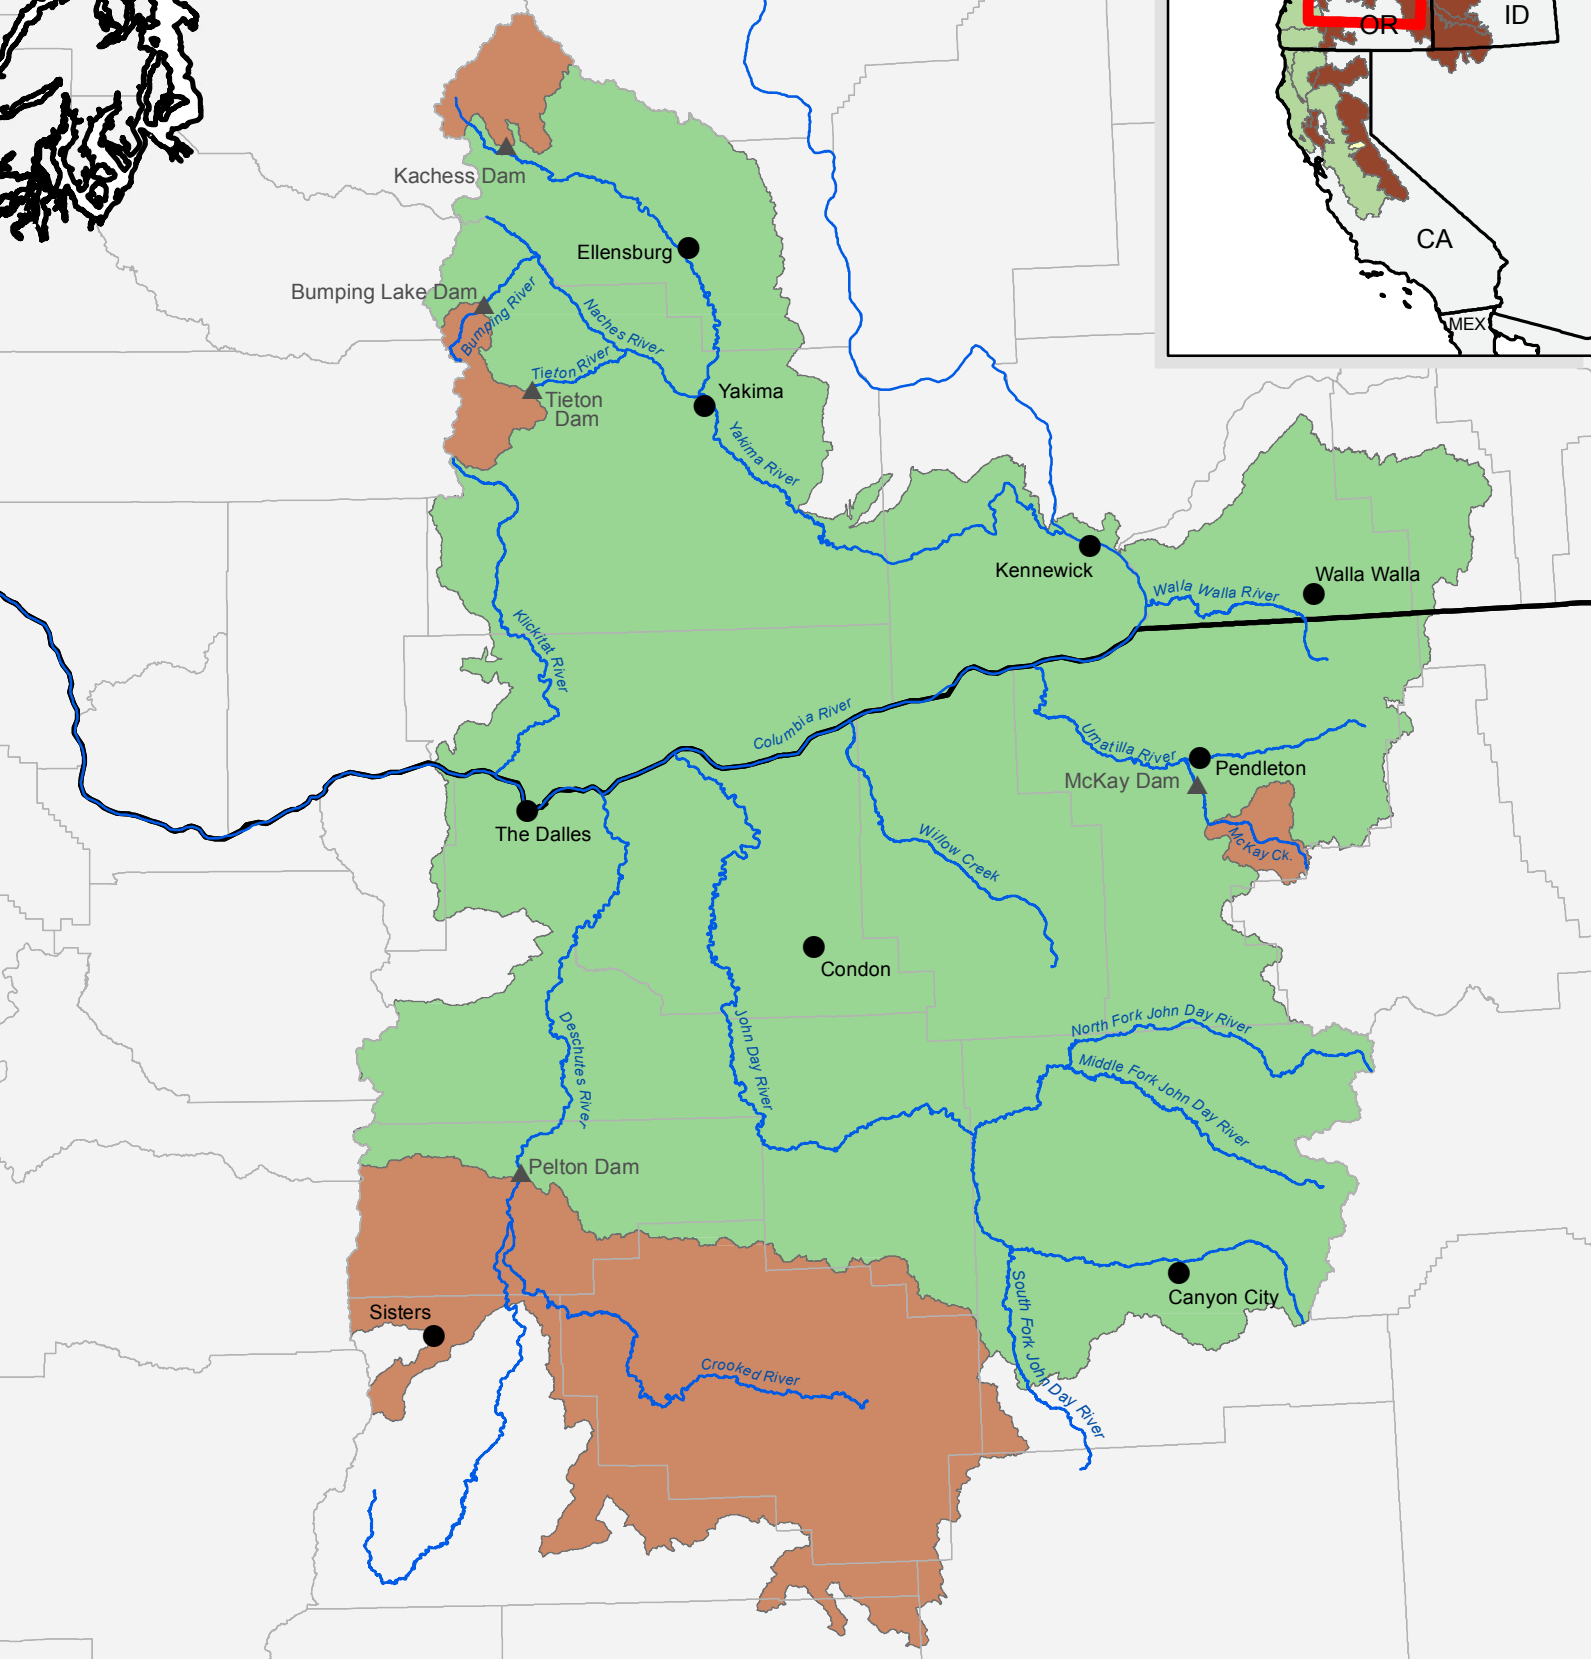 OR
ID
CA
MEX
Kachess Dam
Ellensburg
Bumping Lake Dam
Bumping River
Naches River
Tieton River
Tieton
Dam
Yakima
Yakima River
Kennewick
Walla Walla
Walla Walla River
Klickitat River
Columbia River
Umatilla River
Pendleton
McKay Dam
McKay Ck.
The Dalles
Willow Creek
Condon
Deschutes River
John Day River
North Fork John Day River
Middle Fork John Day River
Pelton Dam
Canyon City
South Fork John Day River
Sisters
Crooked River